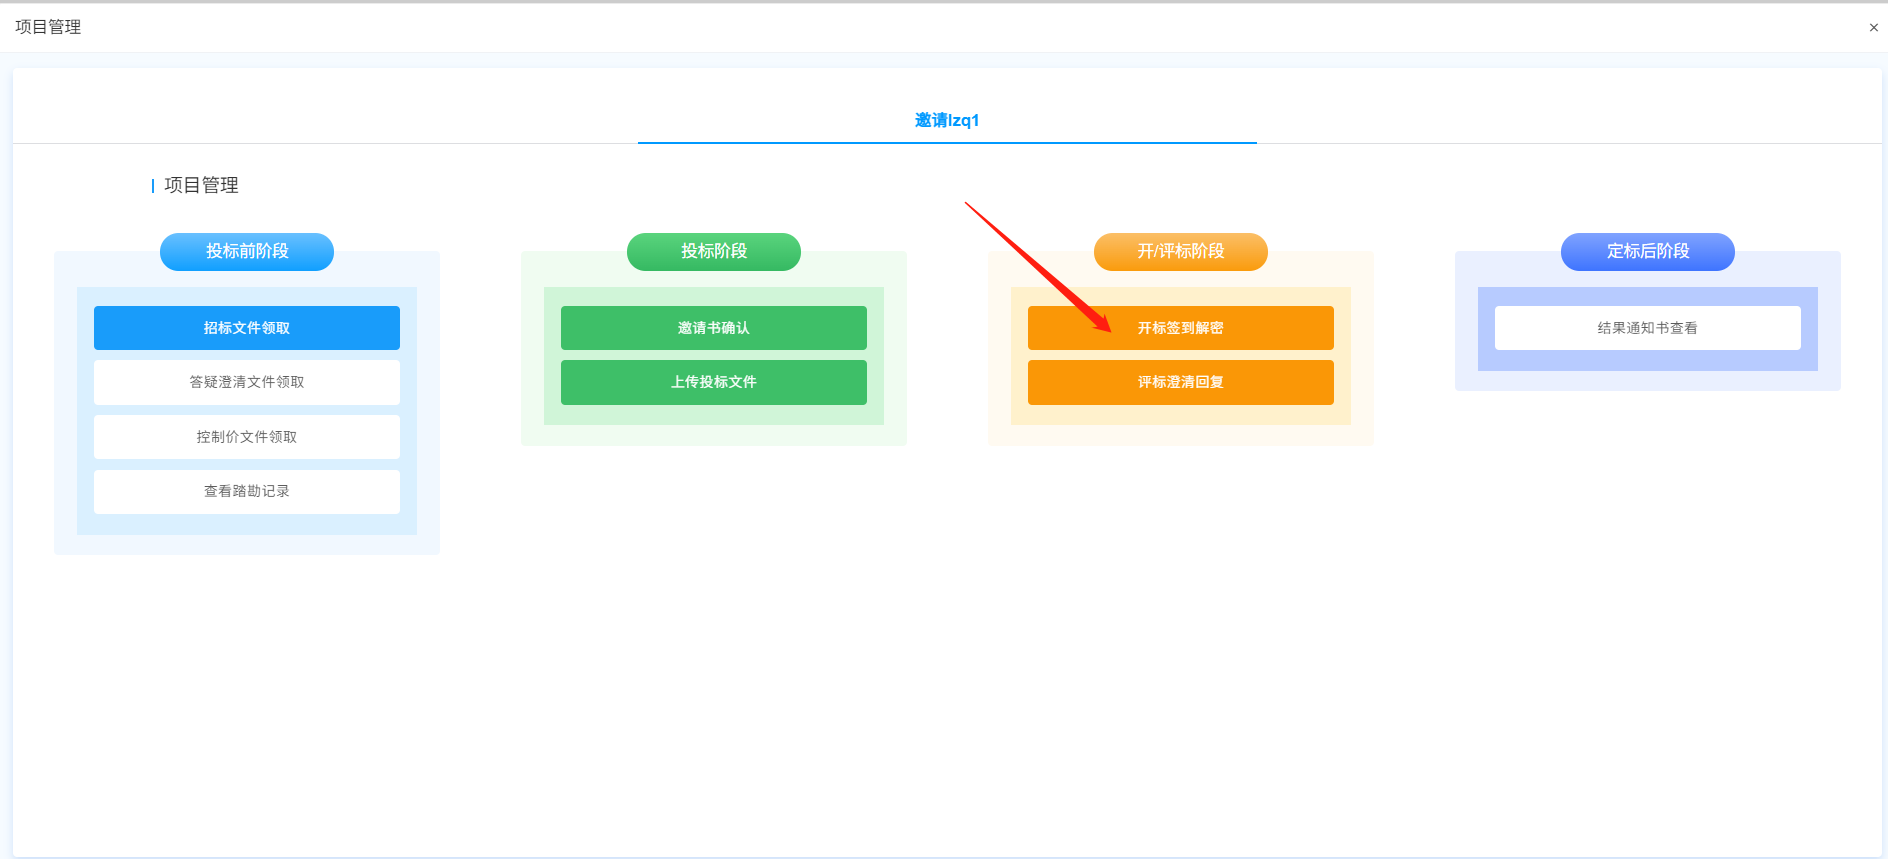 项目管理
×
邀请lzq1
项目管理
投标前阶段
招标文件领取
答疑澄清文件领取
控制价文件领取
查看踏勘记录
投标阶段
邀请书确认
上传投标文件
开/评标阶段
开标签到解密
评标澄清回复
定标后阶段
结果通知书查看